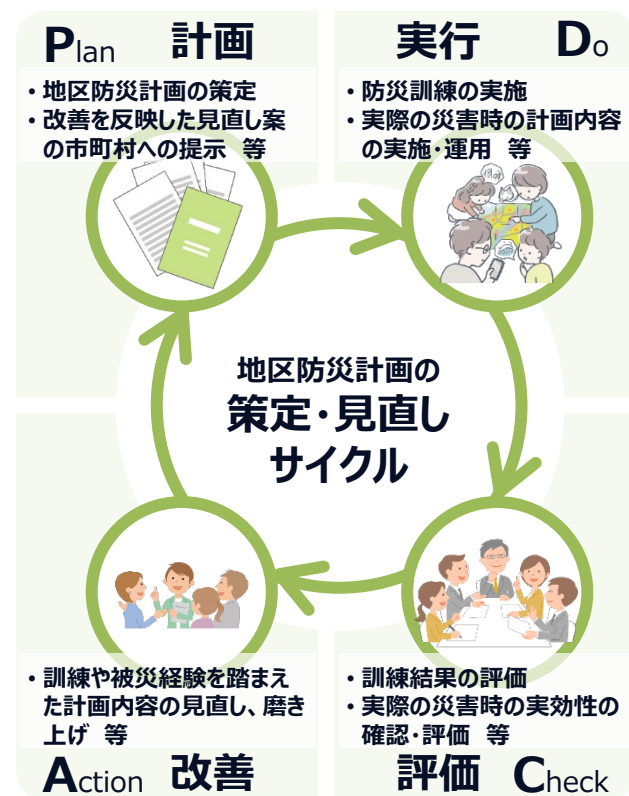 Plan 計画
・地区防災計画の策定
・改善を反映した見直し案
の市町村への提示 等
実行 Do
・防災訓練の実施
・実際の災害時の計画内容
の実施・運用 等
地区防災計画の
策定・見直し
サイクル
・訓練や被災経験を踏まえ
た計画内容の見直し、磨き
上げ 等
Action 改善
・訓練結果の評価
・実際の災害時の実効性の
確認・評価 等
評価 Check